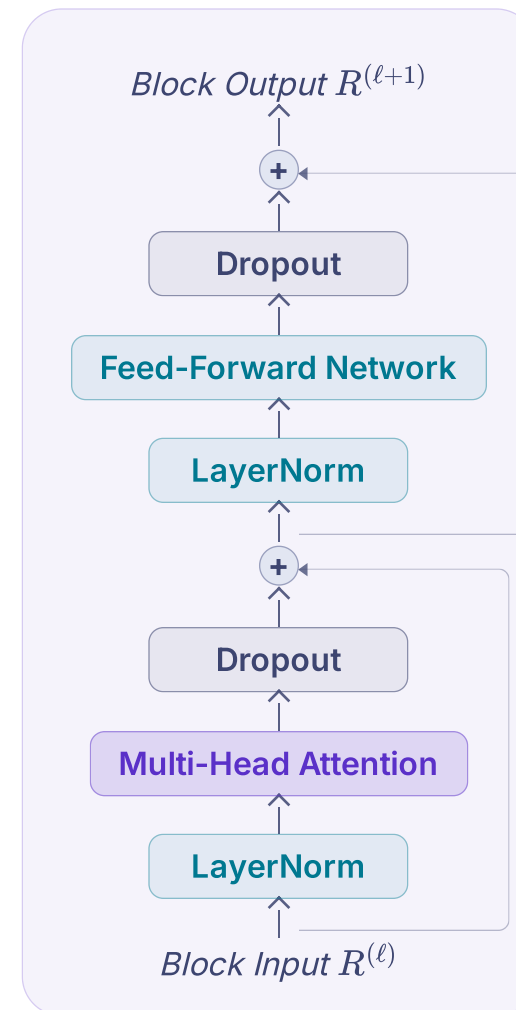 Block Output R^(ℓ+1)
+
Dropout
Feed-Forward Network
LayerNorm
+
Dropout
Multi-Head Attention
LayerNorm
Block Input R^(ℓ)